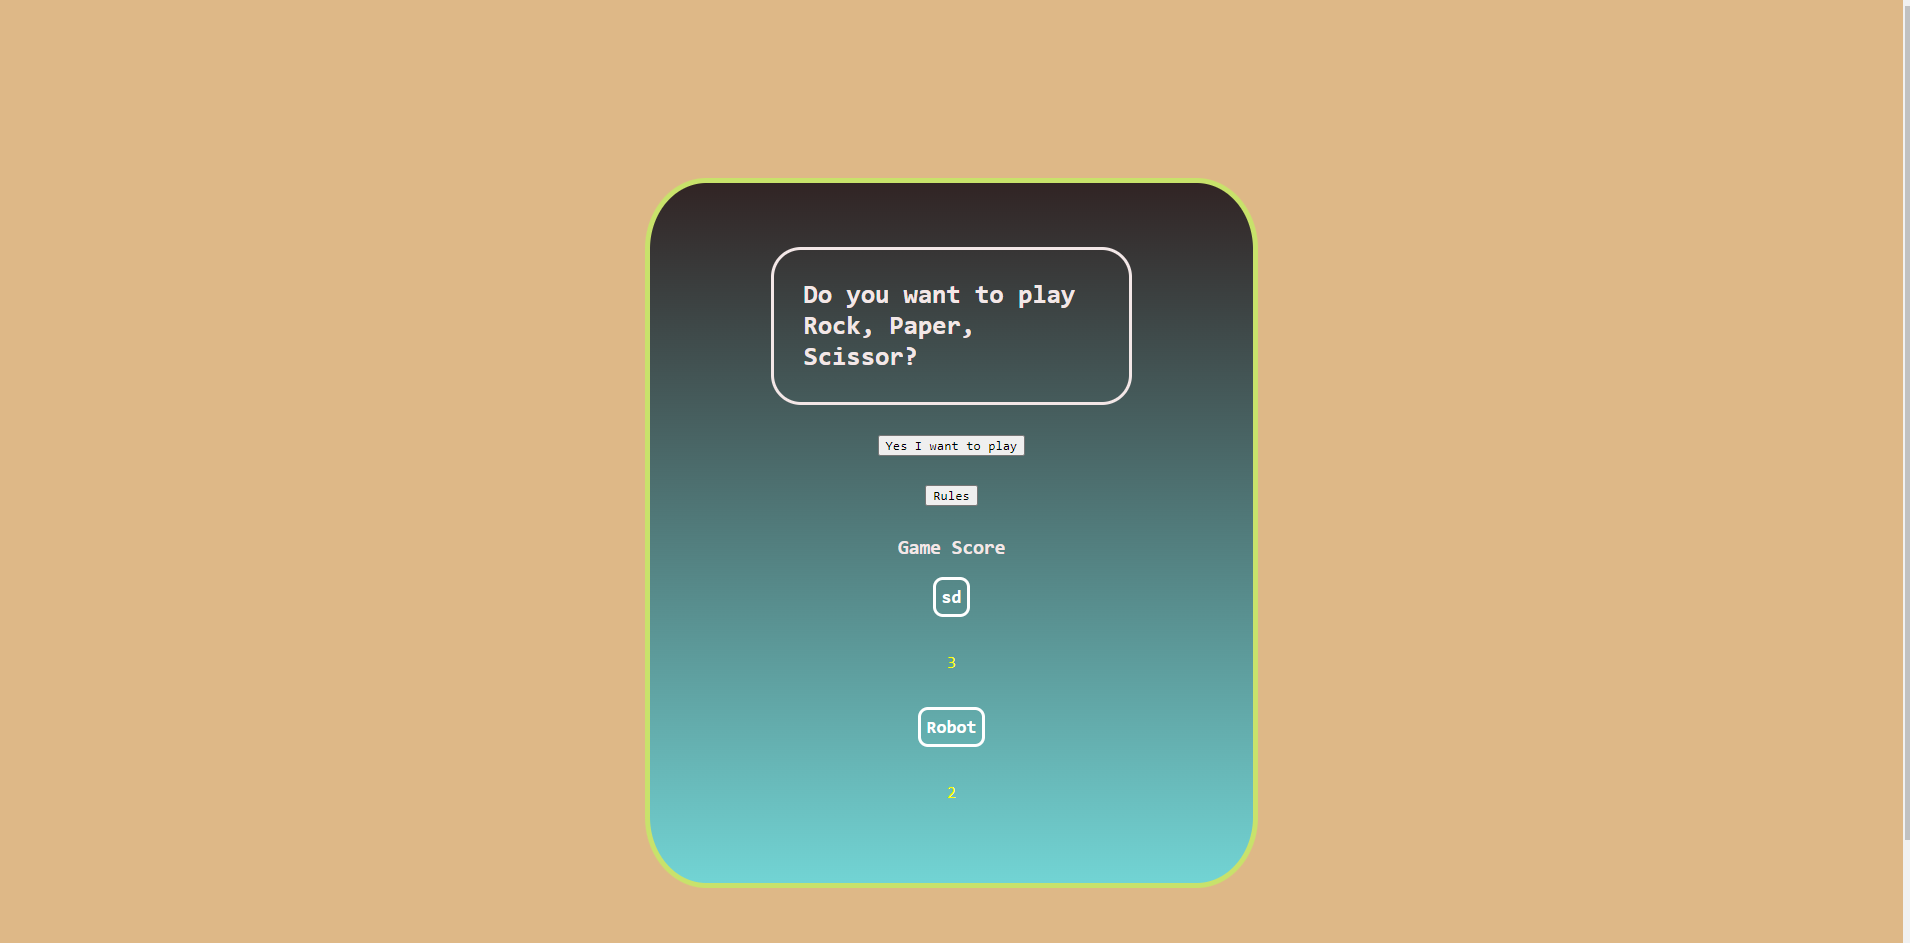 Do you want to play
Rock, Paper,
Scissor?
Yes I want to play
Rules
Game Score
sd
3
Robot
2